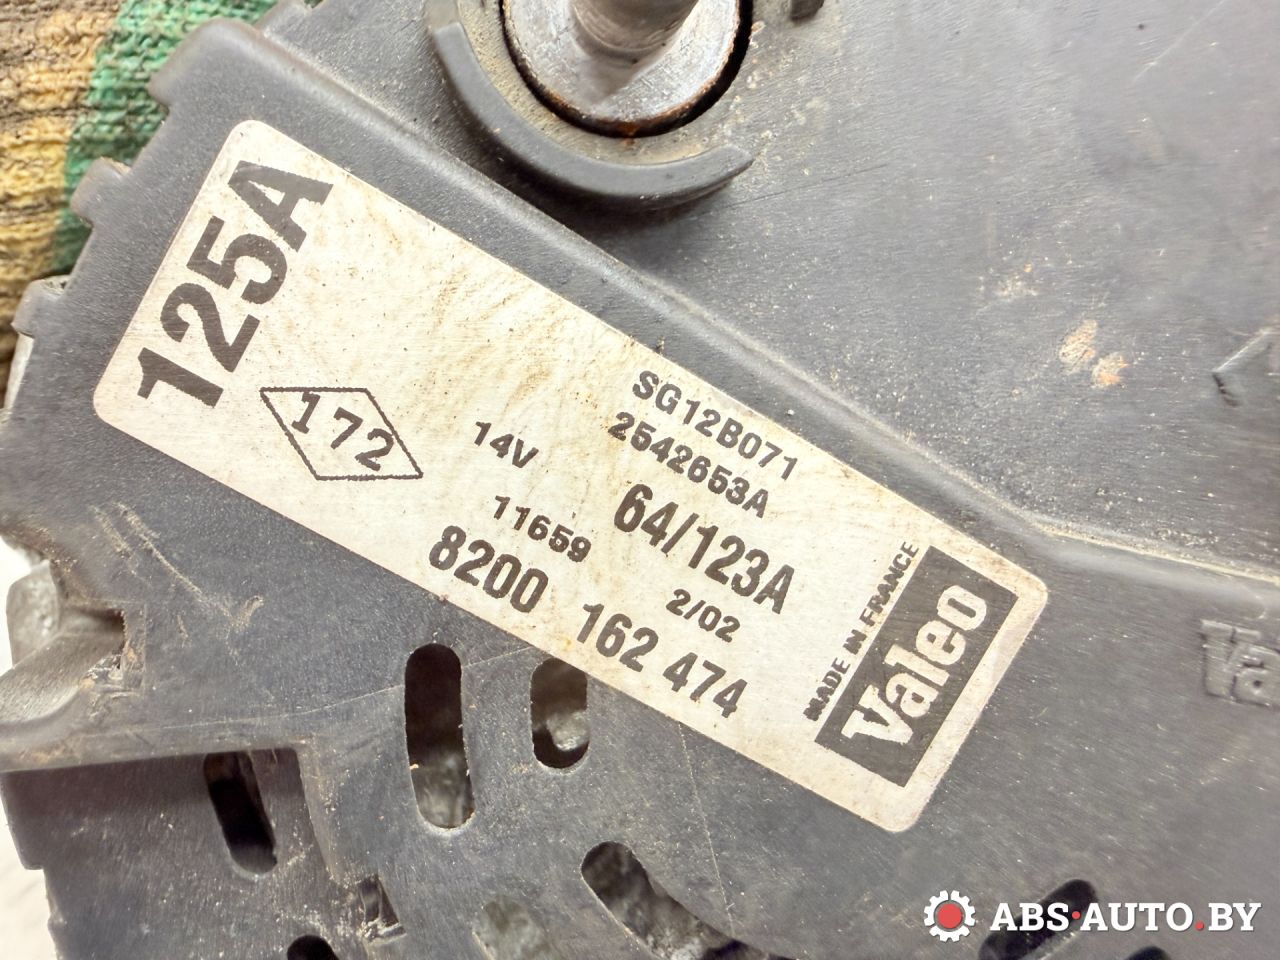 125A
172
SG12B071
2542653A
14V
64/123A
11659
2/02
8200 162 474
MADE IN FRANCE
Valeo
Va
ABS·AUTO.BY